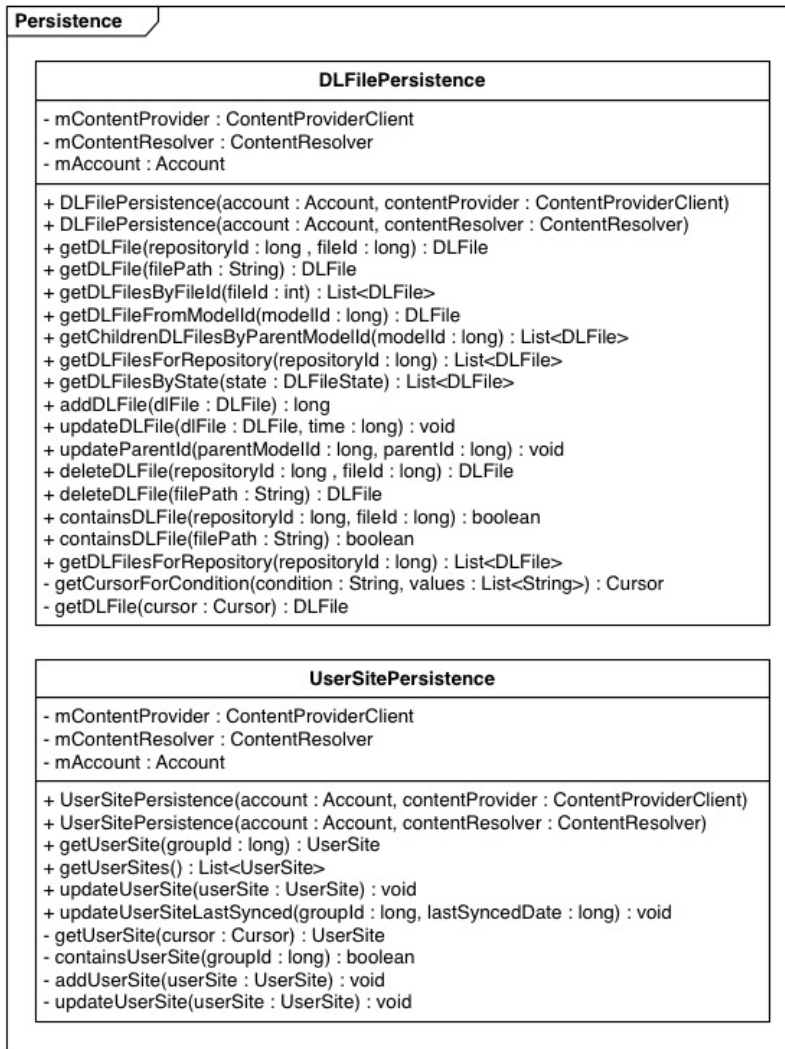 Persistence
DLFilePersistence
- mContentProvider : ContentProviderClient
- mContentResolver : ContentResolver
- mAccount : Account
+ DLFilePersistence(account : Account, contentProvider : ContentProviderClient)
+ DLFilePersistence(account : Account, contentResolver : ContentResolver)
+ getDLFile(repositoryId : long , fileId : long) : DLFile
+ getDLFile(filePath : String) : DLFile
+ getDLFilesByFileId(fileId : int) : List<DLFile>
+ getDLFileFromModelId(modelId : long) : DLFile
+ getChildrenDLFilesByParentModelId(modelId : long) : List<DLFile>
+ getDLFilesForRepository(repositoryId : long) : List<DLFile>
+ getDLFilesByState(state : DLFileState) : List<DLFile>
+ addDLFile(dlFile : DLFile) : long
+ updateDLFile(dlFile : DLFile, time : long) : void
+ updateParentId(parentModelId : long, parentId : long) : void
+ deleteDLFile(repositoryId : long , fileId : long) : DLFile
+ deleteDLFile(filePath : String) : DLFile
+ containsDLFile(repositoryId : long, fileId : long) : boolean
+ containsDLFile(filePath : String) : boolean
+ getDLFilesForRepository(repositoryId : long) : List<DLFile>
- getCursorForCondition(condition : String, values : List<String>) : Cursor
- getDLFile(cursor : Cursor) : DLFile
UserSitePersistence
- mContentProvider : ContentProviderClient
- mContentResolver : ContentResolver
- mAccount : Account
+ UserSitePersistence(account : Account, contentProvider : ContentProviderClient)
+ UserSitePersistence(account : Account, contentResolver : ContentResolver)
+ getUserSite(groupId : long) : UserSite
+ getUserSites() : List<UserSite>
+ updateUserSite(userSite : UserSite) : void
+ updateUserSiteLastSynced(groupId : long, lastSyncedDate : long) : void
- getUserSite(cursor : Cursor) : UserSite
- containsUserSite(groupId : long) : boolean
- addUserSite(userSite : UserSite) : void
- updateUserSite(userSite : UserSite) : void